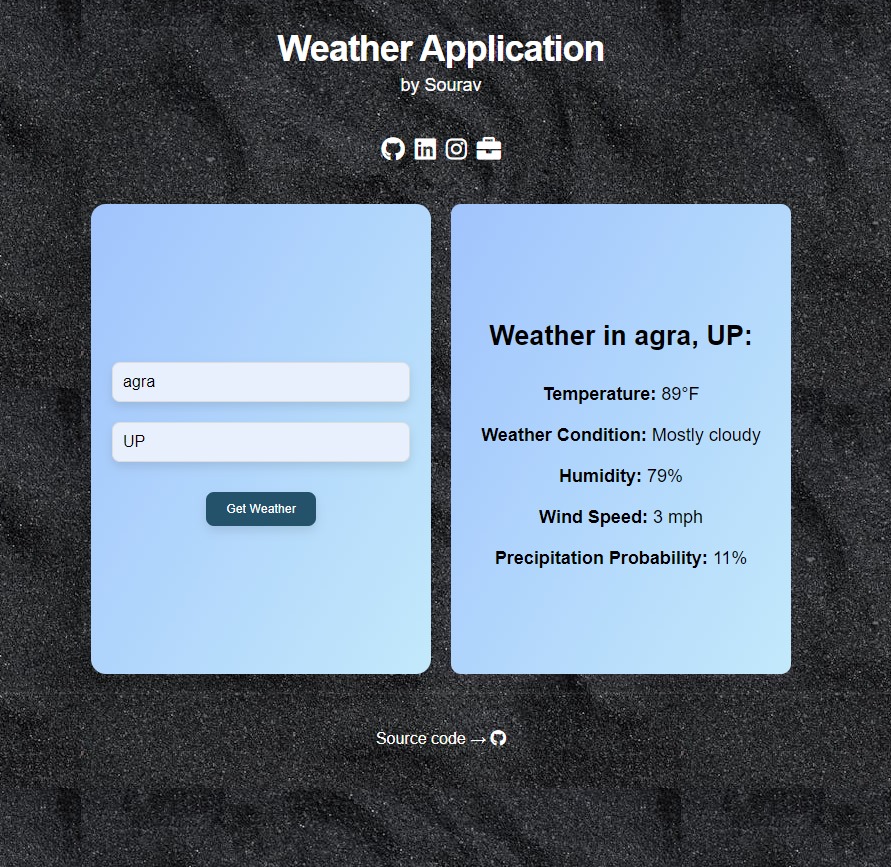 Weather Application
by Sourav
agra
UP
Get Weather
Weather in agra, UP:
Temperature: 89°F
Weather Condition: Mostly cloudy
Humidity: 79%
Wind Speed: 3 mph
Precipitation Probability: 11%
Source code →